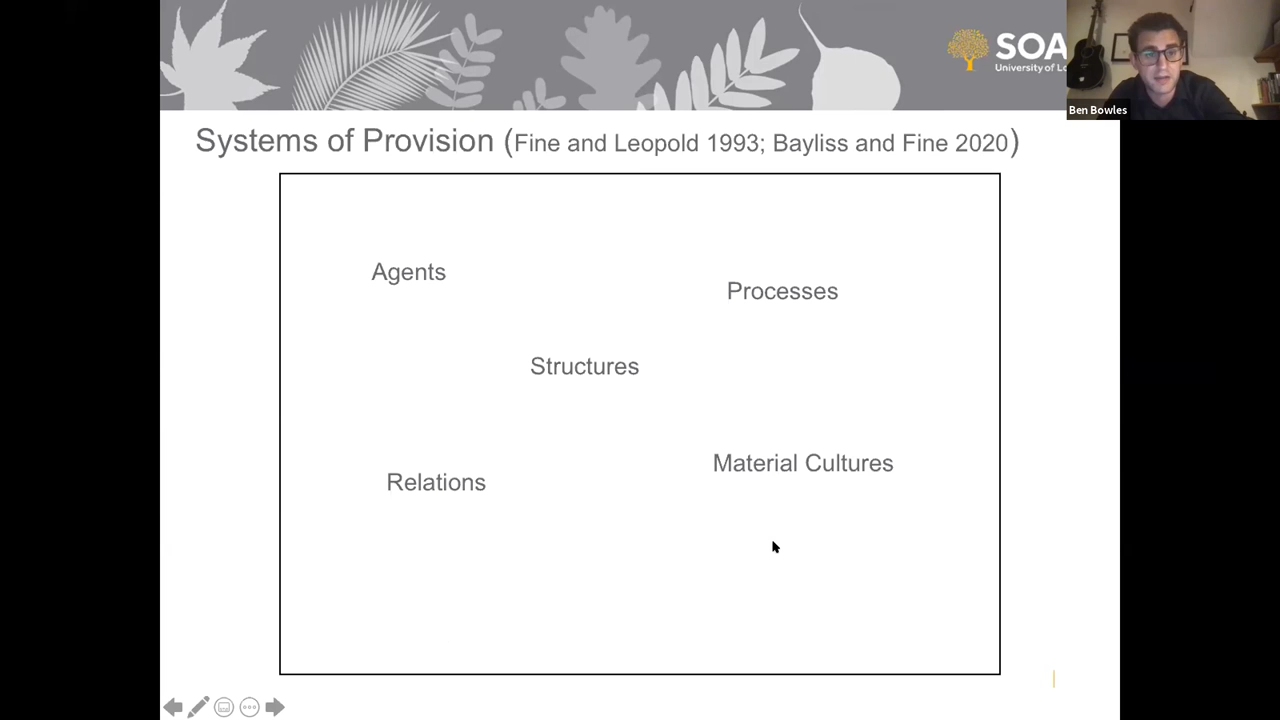 SOA
University of Lo
Ben Bowles
Systems of Provision (Fine and Leopold 1993; Bayliss and Fine 2020)
Agents
Processes
Structures
Material Cultures
Relations